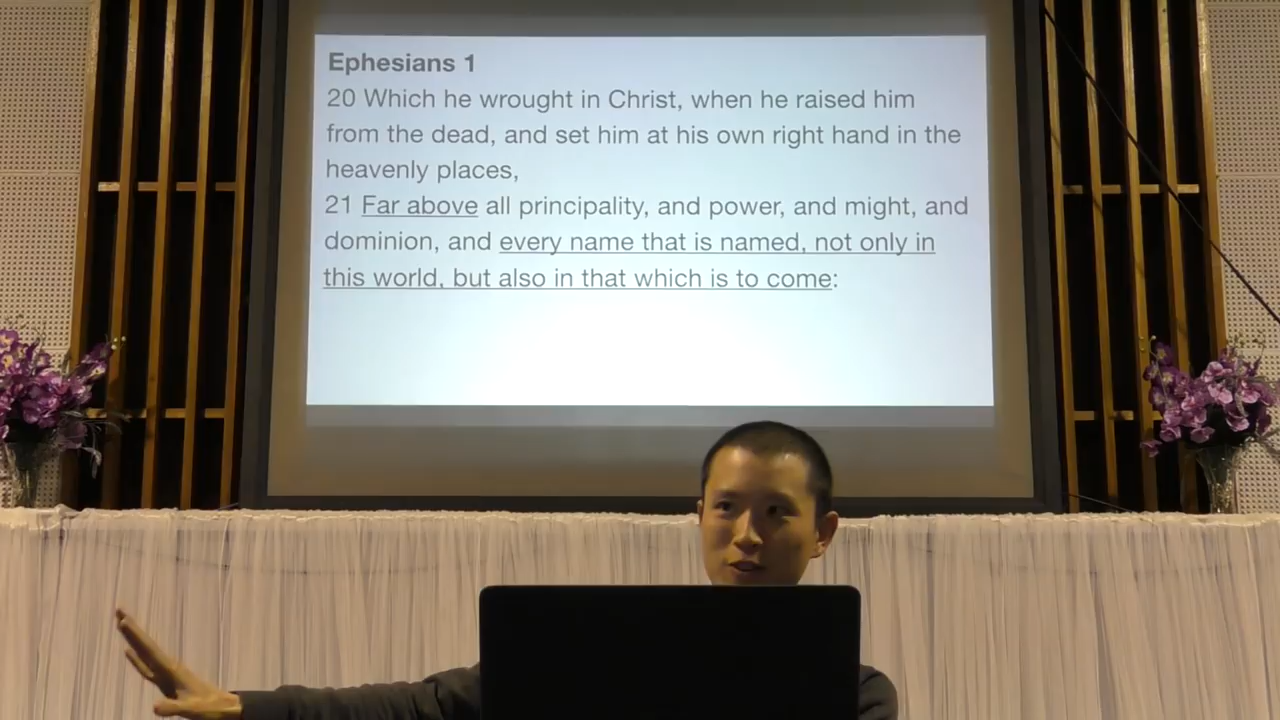 Ephesians 1
20 Which he wrought in Christ, when he raised him
from the dead, and set him at his own right hand in the
heavenly places,
21 Far above all principality, and power, and might, and
dominion, and every name that is named, not only in
this world, but also in that which is to come: